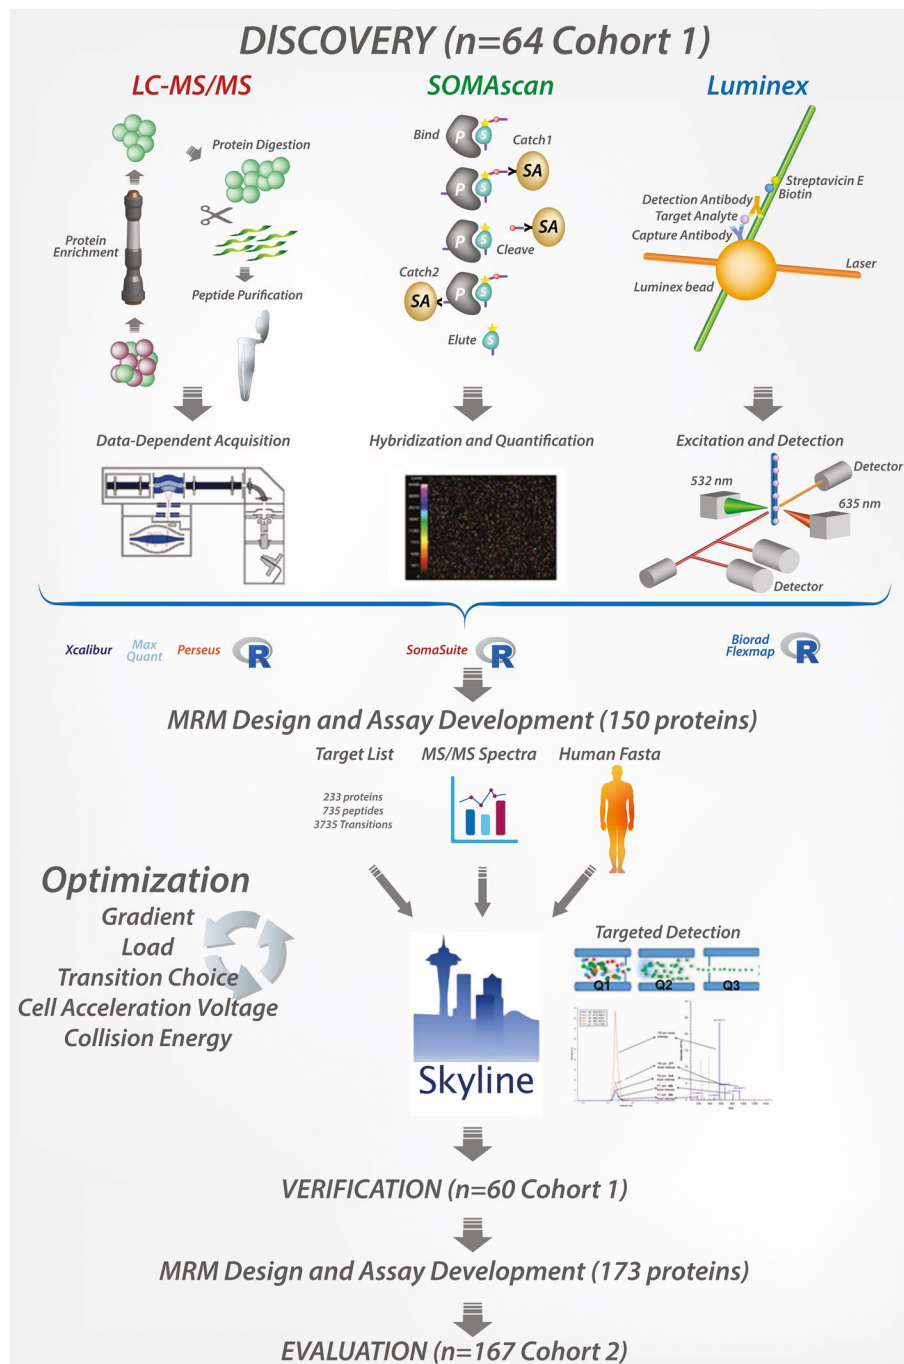 DISCOVERY (n=64 Cohort 1)
LC-MS/MS
SOMAscan
Luminex
Protein Digestion
Protein
Enrichment
Peptide Purification
Bind
P
S
Catch1
SA
P
S
SA
P
S
Cleave
Catch2
SA
P
S
Elute
S
Streptavicin E
Biotin
Detection Antibody
Target Analyte
Capture Antibody
Laser
Luminex bead
Data-Dependent Acquisition
Hybridization and Quantification
Excitation and Detection
Detector
532 nm
635 nm
Detector
Xcalibur
Max
Quant
Perseus
R
SomaSuite
R
Biorad
Flexmap
R
MRM Design and Assay Development (150 proteins)
Target List
MS/MS Spectra
Human Fasta
233 proteins
735 peptides
3735 Transitions
Optimization
Gradient
Load
Transition Choice
Cell Acceleration Voltage
Collision Energy
Skyline
Targeted Detection
Q1
Q2
Q3
VERIFICATION (n=60 Cohort 1)
MRM Design and Assay Development (173 proteins)
EVALUATION (n=167 Cohort 2)